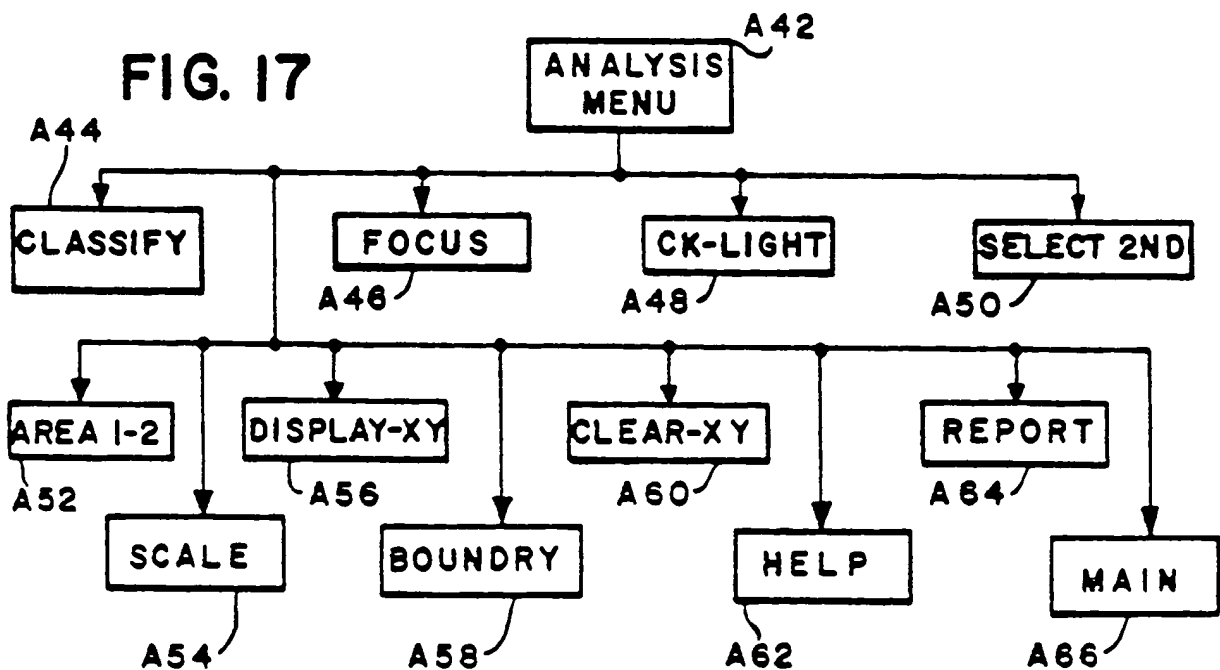 FIG. 17
A42
ANALYSIS
MENU
A44
CLASSIFY
FOCUS
CK-LIGHT
SELECT 2ND
A46
A48
A50
AREA 1-2
DISPLAY-XY
CLEAR-XY
REPORT
A52
A56
A60
A64
SCALE
BOUNDRY
HELP
MAIN
A54
A58
A62
A66